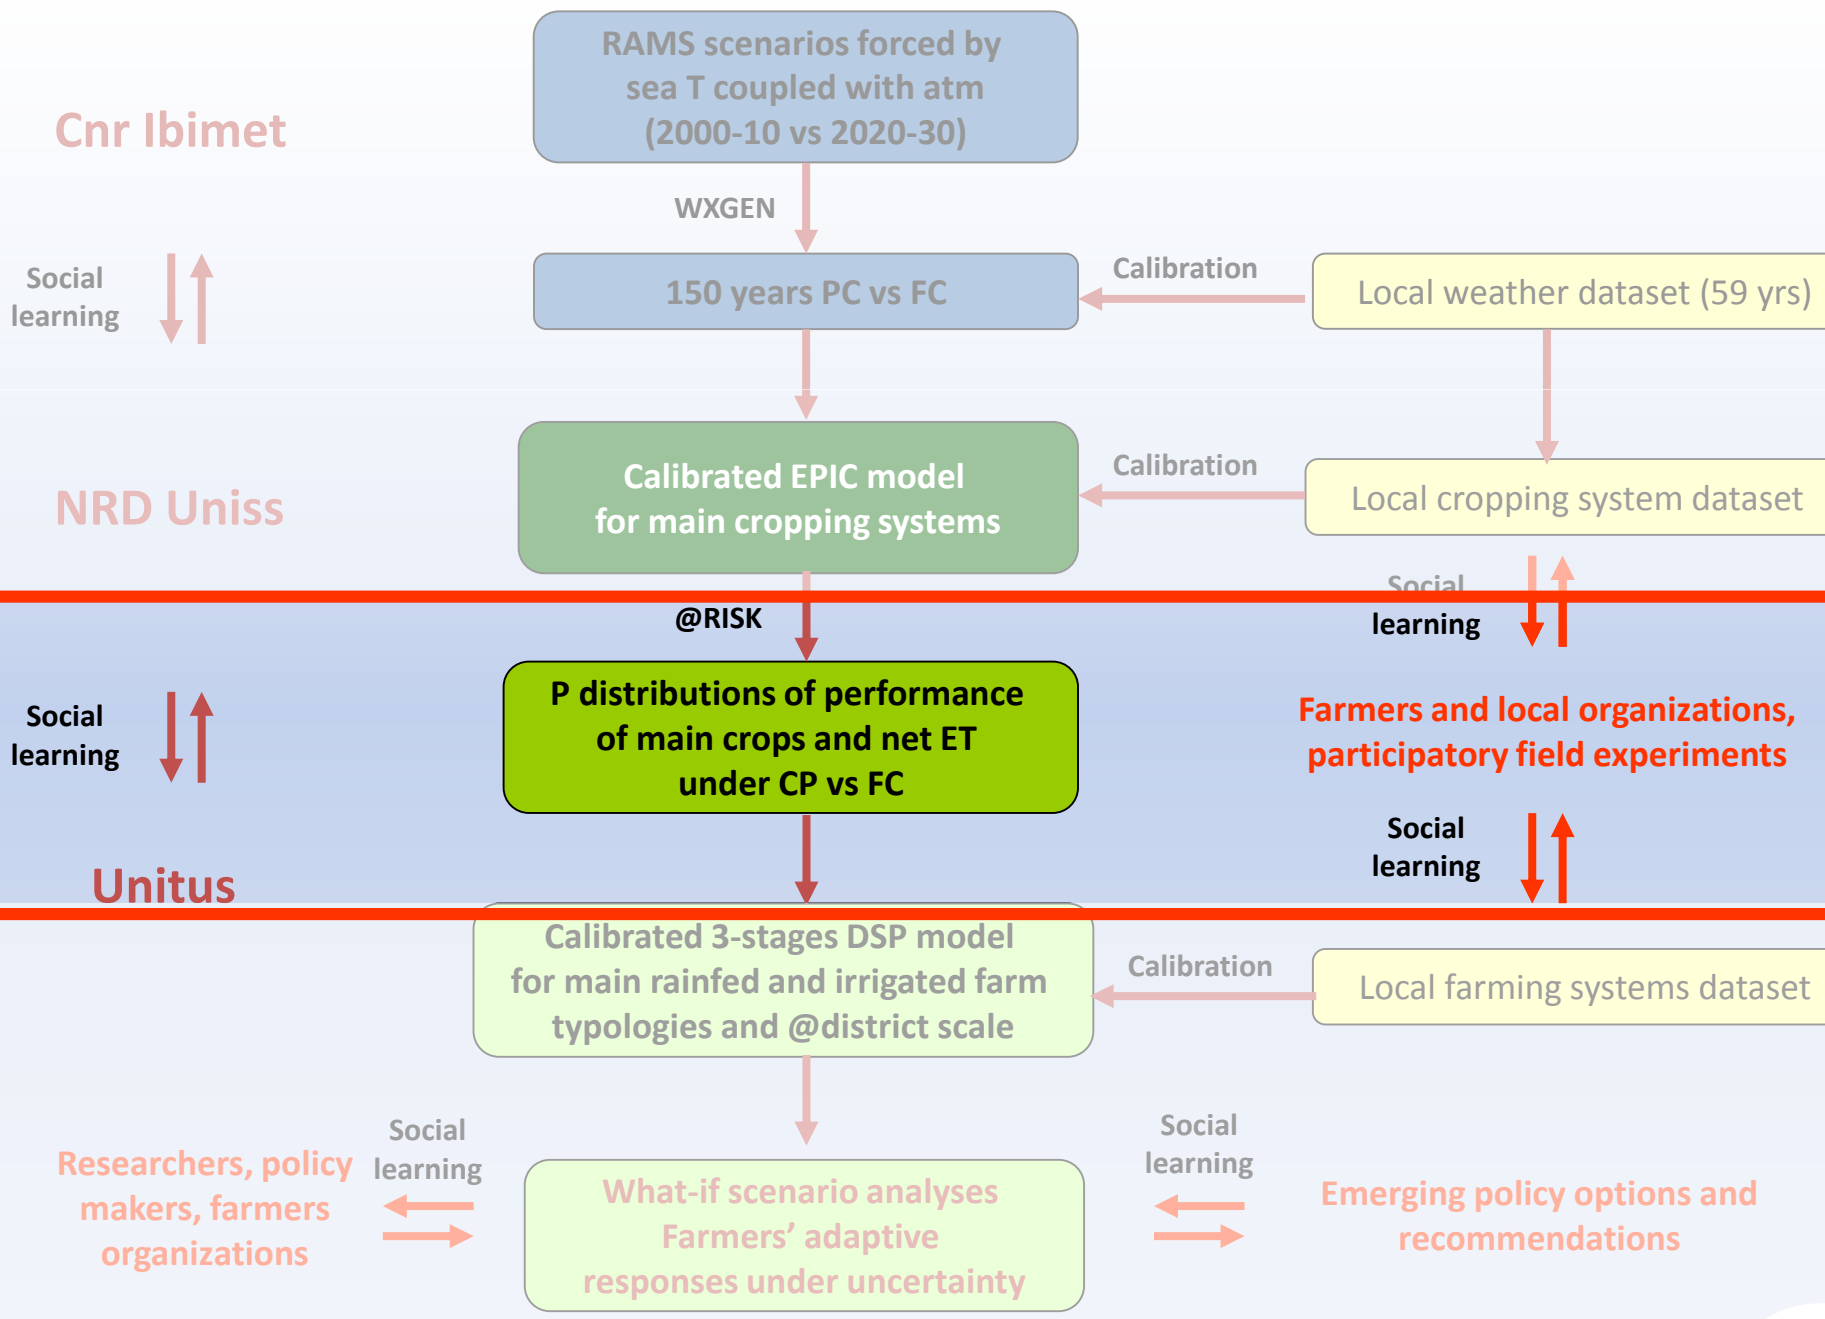 RAMS scenarios forced by
sea T coupled with atm
(2000-10 vs 2020-30)
Cnr Ibimet
WXGEN
Social
learning
150 years PC vs FC
Calibration
Local weather dataset (59 yrs)
NRD Uniss
Calibrated EPIC model
for main cropping systems
Calibration
Local cropping system dataset
Social
learning
@RISK
Social
learning
P distributions of performance
of main crops and net ET
under CP vs FC
Farmers and local organizations,
participatory field experiments
Social
learning
Unitus
Calibrated 3-stages DSP model
for main rainfed and irrigated farm
typologies and @district scale
Calibration
Local farming systems dataset
Researchers, policy
makers, farmers
organizations
Social
learning
What-if scenario analyses
Farmers’ adaptive
responses under uncertainty
Social
learning
Emerging policy options and
recommendations